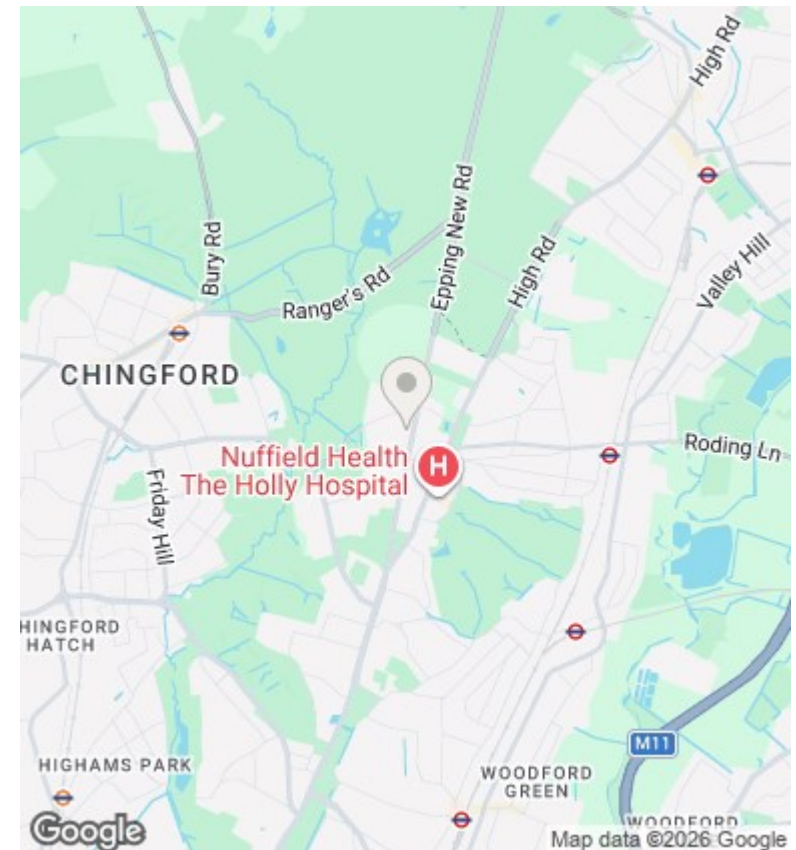 High Rd
Bury Rd
Epping New Rd
High Rd
Valley Hill
Ranger's Rd
CHINGFORD
Nuffield Health
The Holly Hospital
H
Roding Ln
Friday Hill
HINGFORD
HATCH
M11
HIGHAMS PARK
WOODFORD
GREEN
WOODFORD
Google
Map data ©2026 Google